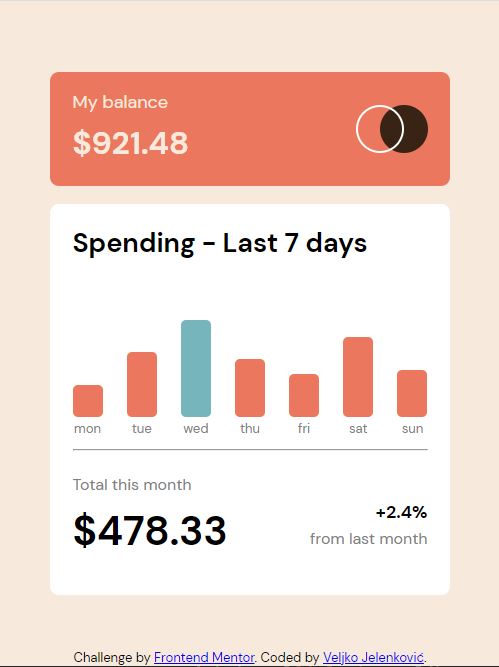 My balance
$921.48
Spending - Last 7 days
mon tue wed thu fri sat sun
Total this month
$478.33
+2.4%
from last month
Challenge by Frontend Mentor. Coded by Veljko Jelenković.